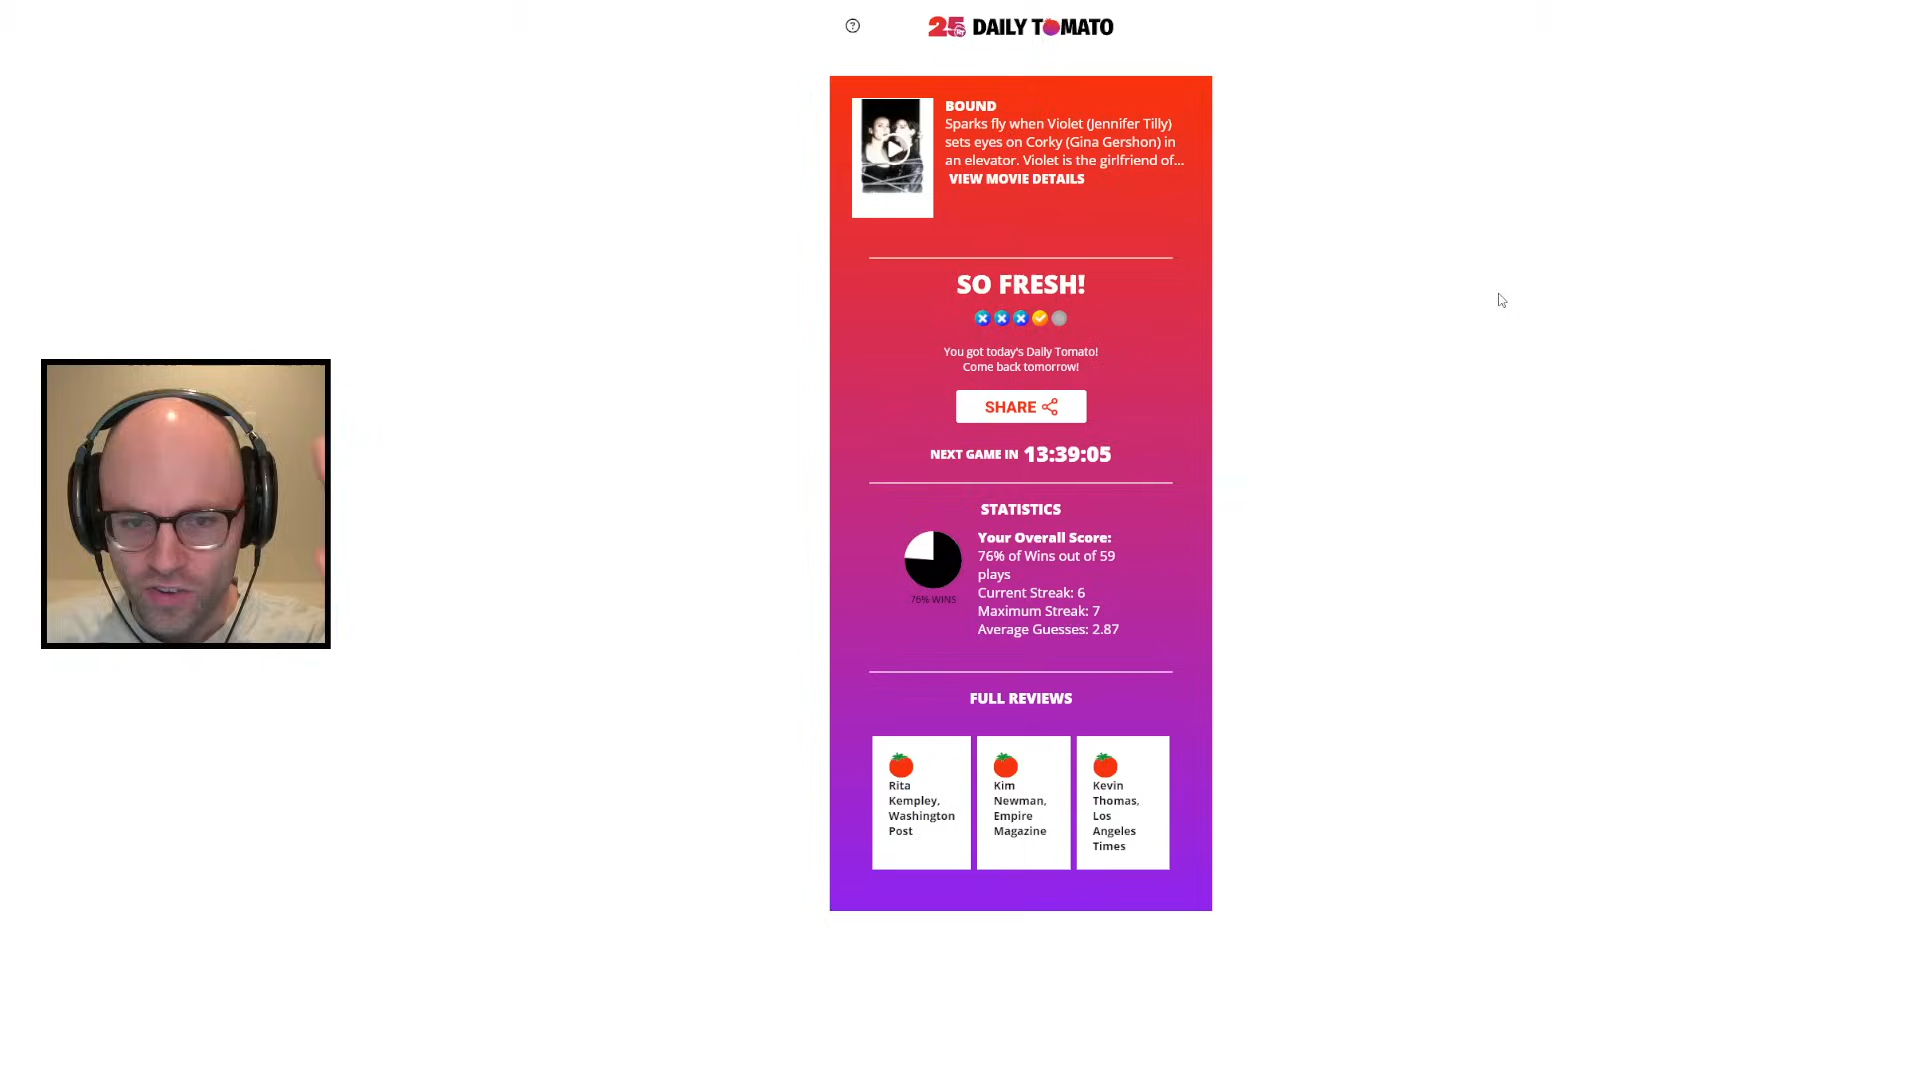 25 RT DAILY TOMATO
BOUND
Sparks fly when Violet (Jennifer Tilly)
sets eyes on Corky (Gina Gershon) in
an elevator. Violet is the girlfriend of...
VIEW MOVIE DETAILS
SO FRESH!
You got today's Daily Tomato!
Come back tomorrow!
SHARE
NEXT GAME IN 13:39:05
STATISTICS
Your Overall Score:
76% of Wins out of 59
plays
Current Streak: 6
Maximum Streak: 7
Average Guesses: 2.87
76% WINS
FULL REVIEWS
Rita
Kempley,
Washington
Post
Kim
Newman,
Empire
Magazine
Kevin
Thomas,
Los
Angeles
Times